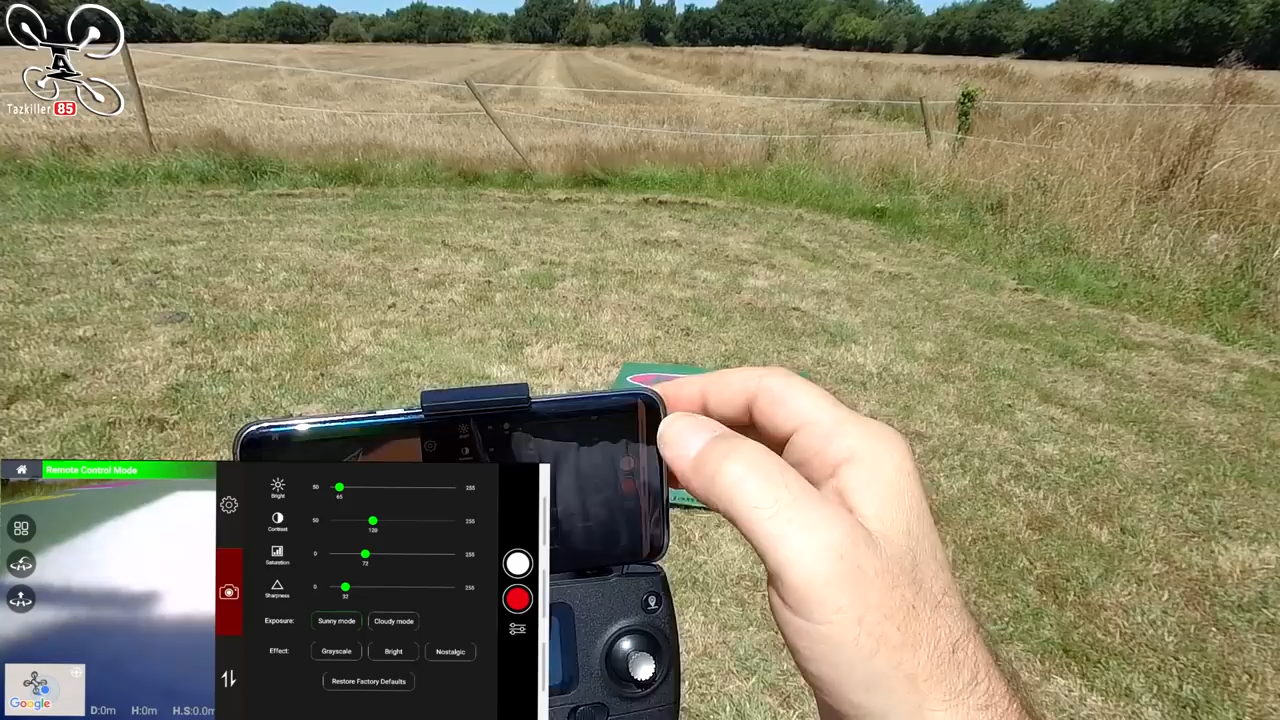 A
Tazkiller 85
Remote Control Mode
Bright 50 65 255
Contrast 50 120 255
Saturation 0 72 255
Sharpness 0 32 255
Exposure: Sunny mode Cloudy mode
Effect: Grayscale Bright Nostalgic
Restore Factory Defaults
Google
D:0m H:0m H.S:0.0m